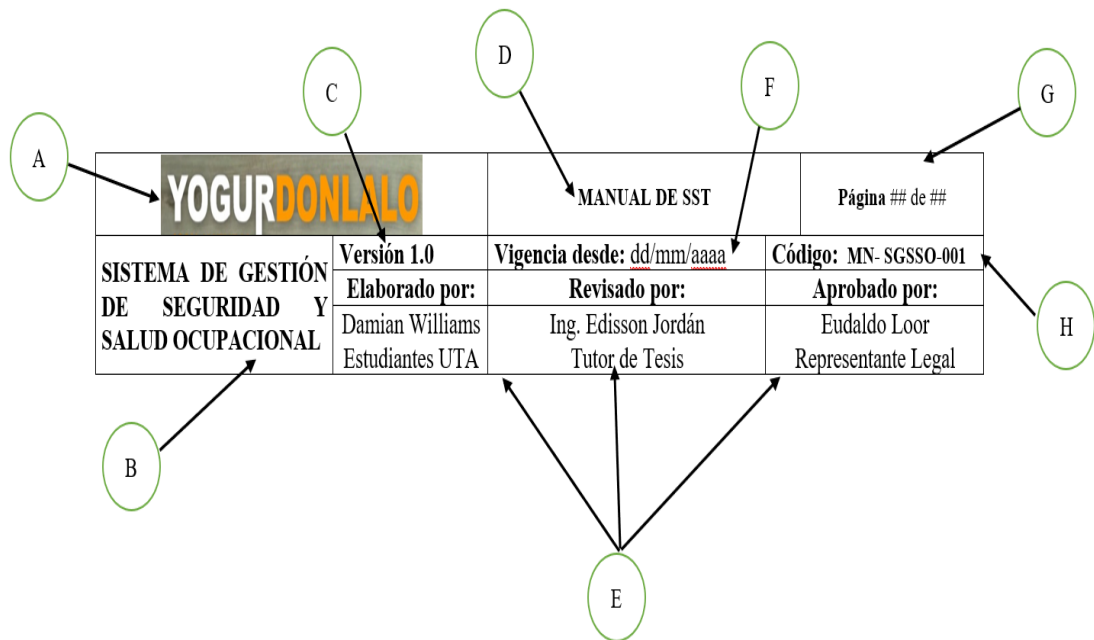 D
C
F
G
A
YOGURDONLALO
MANUAL DE SST
Página ## de ##
SISTEMA DE GESTIÓN
DE SEGURIDAD Y
SALUD OCUPACIONAL
Versión 1.0
Vigencia desde: dd/mm/aaaa
Código: MN- SGSSO-001
Elaborado por:
Revisado por:
Aprobado por:
Damian Williams
Estudiantes UTA
Ing. Edisson Jordán
Tutor de Tesis
Eudaldo Loor
Representante Legal
H
B
E